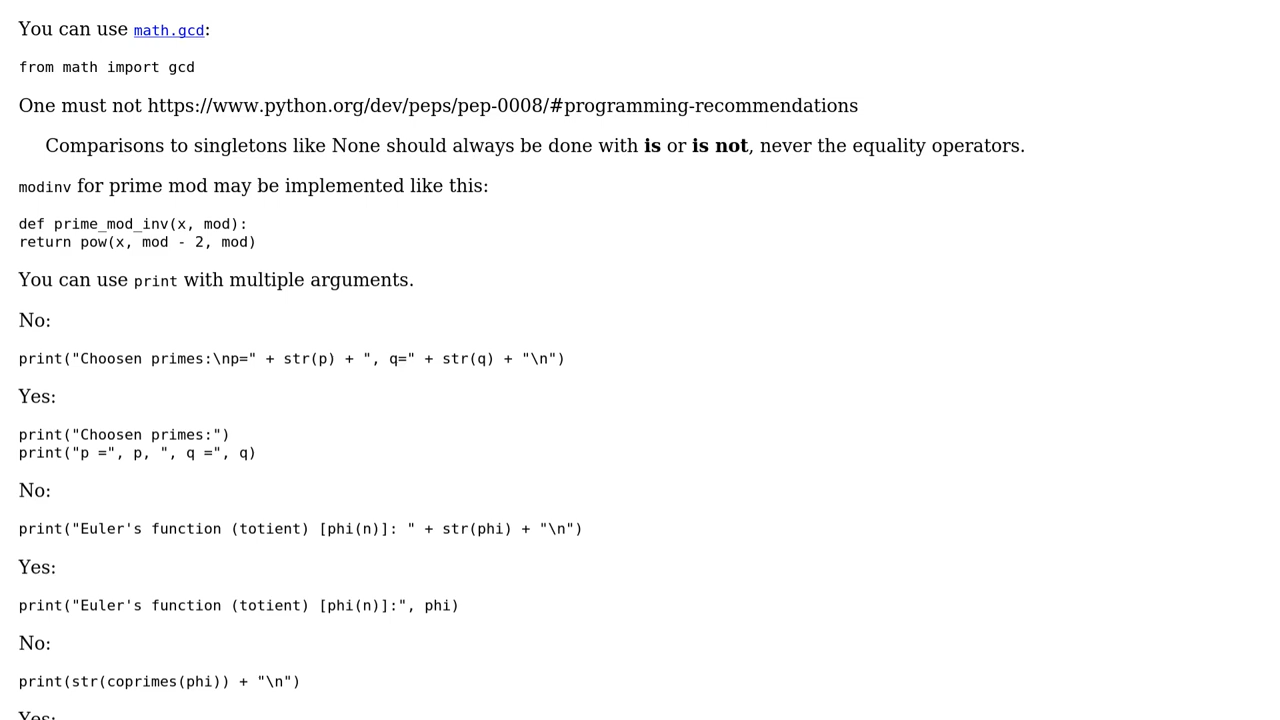 You can use math.gcd:
from math import gcd
One must not https://www.python.org/dev/peps/pep-0008/#programming-recommendations
Comparisons to singletons like None should always be done with is or is not, never the equality operators.
modinv for prime mod may be implemented like this:
def prime_mod_inv(x, mod):
return pow(x, mod - 2, mod)
You can use print with multiple arguments.
No:
print("Choosen primes:\np=" + str(p) + ", q=" + str(q) + "\n")
Yes:
print("Choosen primes:")
print("p =", p, ", q =", q)
No:
print("Euler's function (totient) [phi(n)]: " + str(phi) + "\n")
Yes:
print("Euler's function (totient) [phi(n)]:", phi)
No:
print(str(coprimes(phi)) + "\n")
Yes: